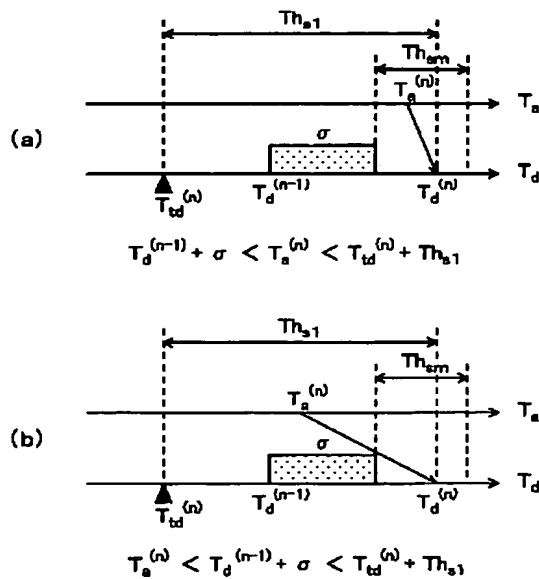 Th_s1
Th_sm
T_a^(n)
T_a
(a)
σ
T_d
T_td^(n) T_d^(n-1) T_d^(n)
T_d^(n-1) + σ < T_a^(n) < T_td^(n) + Th_s1
Th_s1
Th_sm
T_a^(n)
T_a
(b)
σ
T_d
T_td^(n) T_d^(n-1) T_d^(n)
T_a^(n) < T_d^(n-1) + σ < T_td^(n) + Th_s1